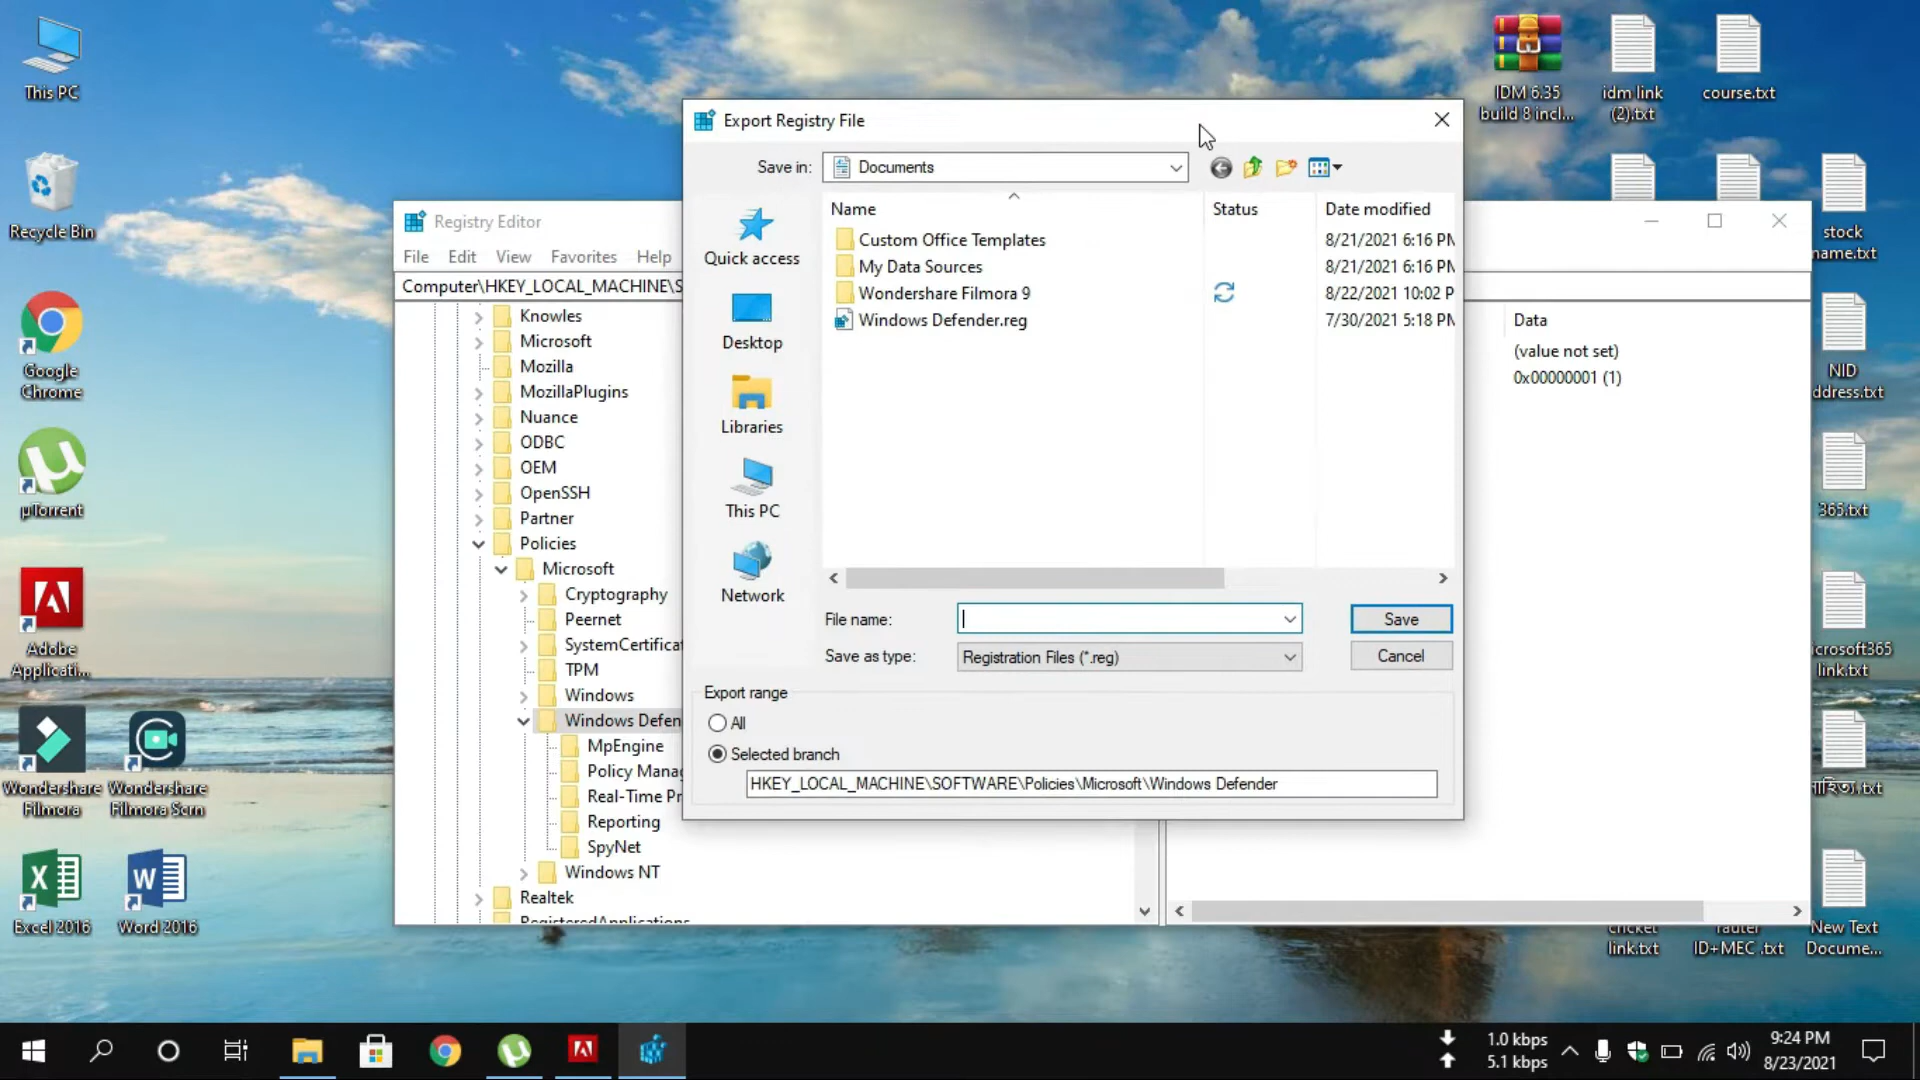 This PC
Recycle Bin
Google
Chrome
µTorrent
Adobe
Applicati...
Wondershare
Filmora
Wondershare
Filmora Scrn
Excel 2016
Word 2016
IDM 6.35
build 8 incl...
idm link
(2).txt
course.txt
stock
name.txt
NID
ddress.txt
365.txt
icrosoft365
link.txt
cricket
link.txt
rauter
ID+MEC .txt
New Text
Docume...
Registry Editor
File Edit View Favorites Help
Computer\HKEY_LOCAL_MACHINE\S
Knowles
Microsoft
Mozilla
MozillaPlugins
Nuance
ODBC
OEM
OpenSSH
Partner
Policies
Microsoft
Cryptography
Peernet
SystemCertificat
TPM
Windows
Windows Defen
MpEngine
Policy Manag
Real-Time Pr
Reporting
SpyNet
Windows NT
Realtek
RegisteredApplications
Data
(value not set)
0x00000001 (1)
Export Registry File
Save in: Documents
Quick access
Desktop
Libraries
This PC
Network
Name Status Date modified
Custom Office Templates 8/21/2021 6:16 PM
My Data Sources 8/21/2021 6:16 PM
Wondershare Filmora 9 8/22/2021 10:02 P
Windows Defender.reg 7/30/2021 5:18 PM
File name: Save
Save as type: Registration Files (*.reg) Cancel
Export range
All
Selected branch
HKEY_LOCAL_MACHINE\SOFTWARE\Policies\Microsoft\Windows Defender
1.0 kbps
5.1 kbps
9:24 PM
8/23/2021